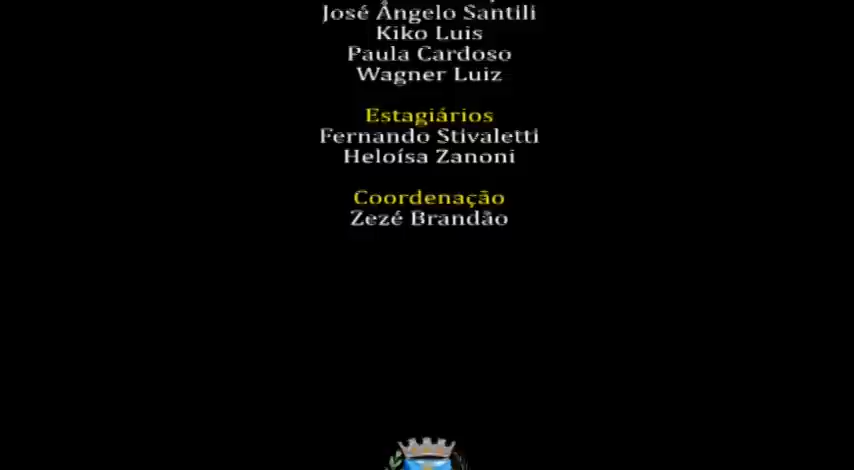 José Ângelo Santili
Kiko Luis
Paula Cardoso
Wagner Luiz
Estagiários
Fernando Stivaletti
Heloísa Zanoni
Coordenação
Zezé Brandão